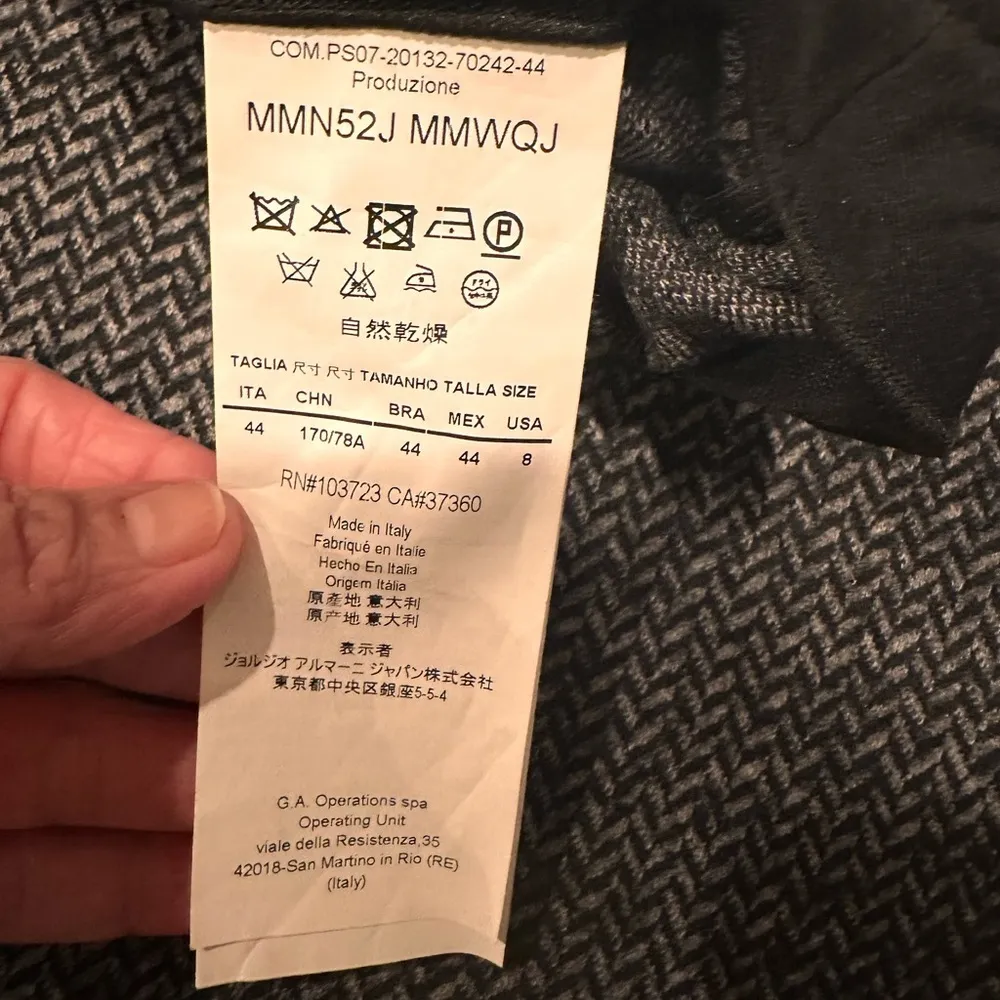 COM.PS07-20132-70242-44
Produzione
MMN52J MMWQJ
P
自然乾燥
TAGLIA 尺寸 尺寸 TAMANHO TALLA SIZE
ITA CHN BRA MEX USA
44 170/78A 44 44 8
RN#103723 CA#37360
Made in Italy
Fabriqué en Italie
Hecho En Italia
Origem Itália
原產地 意大利
原产地 意大利
表示者
ジョルジオ アルマーニ ジャパン株式会社
東京都中央区銀座5-5-4
G.A. Operations spa
Operating Unit
viale della Resistenza,35
42018-San Martino in Rio (RE)
(Italy)